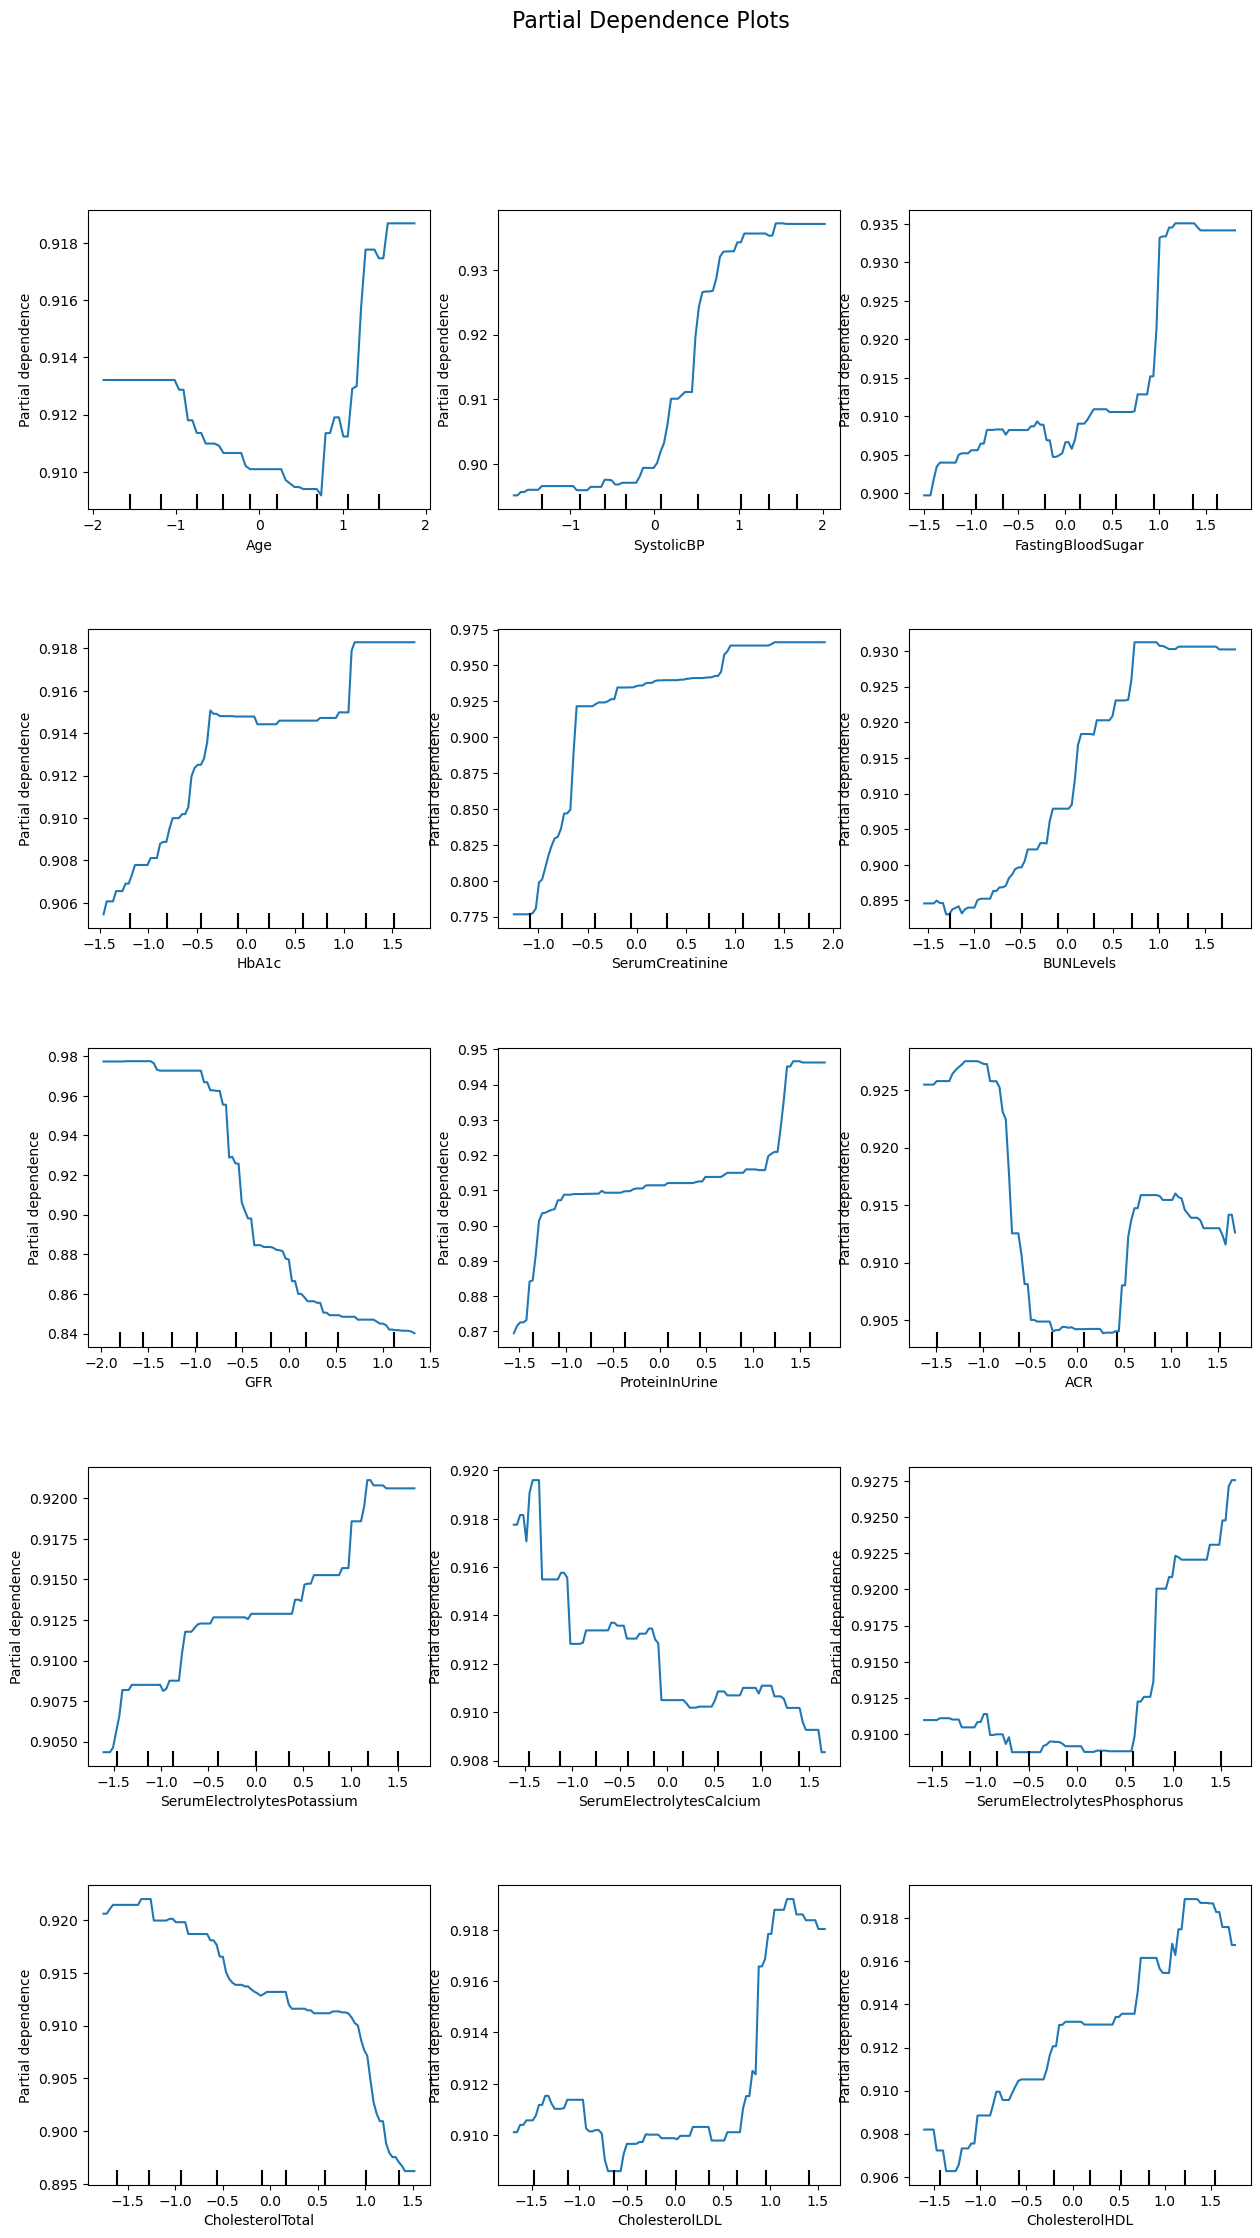 Partial Dependence Plots
0.918
0.916
0.914
0.912
0.910
Partial dependence
−2 −1 0 1 2
Age
0.93
0.92
0.91
0.90
Partial dependence
−1 0 1 2
SystolicBP
0.935
0.930
0.925
0.920
0.915
0.910
0.905
0.900
Partial dependence
−1.5 −1.0 −0.5 0.0 0.5 1.0 1.5
FastingBloodSugar
0.918
0.916
0.914
0.912
0.910
0.908
0.906
Partial dependence
−1.5 −1.0 −0.5 0.0 0.5 1.0 1.5
HbA1c
0.975
0.950
0.925
0.900
0.875
0.850
0.825
0.800
0.775
Partial dependence
−1.0 −0.5 0.0 0.5 1.0 1.5 2.0
SerumCreatinine
0.930
0.925
0.920
0.915
0.910
0.905
0.900
0.895
Partial dependence
−1.5 −1.0 −0.5 0.0 0.5 1.0 1.5
BUNLevels
0.98
0.96
0.94
0.92
0.90
0.88
0.86
0.84
Partial dependence
−2.0 −1.5 −1.0 −0.5 0.0 0.5 1.0 1.5
GFR
0.95
0.94
0.93
0.92
0.91
0.90
0.89
0.88
0.87
Partial dependence
−1.5 −1.0 −0.5 0.0 0.5 1.0 1.5
ProteinInUrine
0.925
0.920
0.915
0.910
0.905
Partial dependence
−1.5 −1.0 −0.5 0.0 0.5 1.0 1.5
ACR
0.9200
0.9175
0.9150
0.9125
0.9100
0.9075
0.9050
Partial dependence
−1.5 −1.0 −0.5 0.0 0.5 1.0 1.5
SerumElectrolytesPotassium
0.920
0.918
0.916
0.914
0.912
0.910
0.908
Partial dependence
−1.5 −1.0 −0.5 0.0 0.5 1.0 1.5
SerumElectrolytesCalcium
0.9275
0.9250
0.9225
0.9200
0.9175
0.9150
0.9125
0.9100
Partial dependence
−1.5 −1.0 −0.5 0.0 0.5 1.0 1.5
SerumElectrolytesPhosphorus
0.920
0.915
0.910
0.905
0.900
0.895
Partial dependence
−1.5 −1.0 −0.5 0.0 0.5 1.0 1.5
CholesterolTotal
0.918
0.916
0.914
0.912
0.910
Partial dependence
−1.5 −1.0 −0.5 0.0 0.5 1.0 1.5
CholesterolLDL
0.918
0.916
0.914
0.912
0.910
0.908
0.906
Partial dependence
−1.5 −1.0 −0.5 0.0 0.5 1.0 1.5
CholesterolHDL